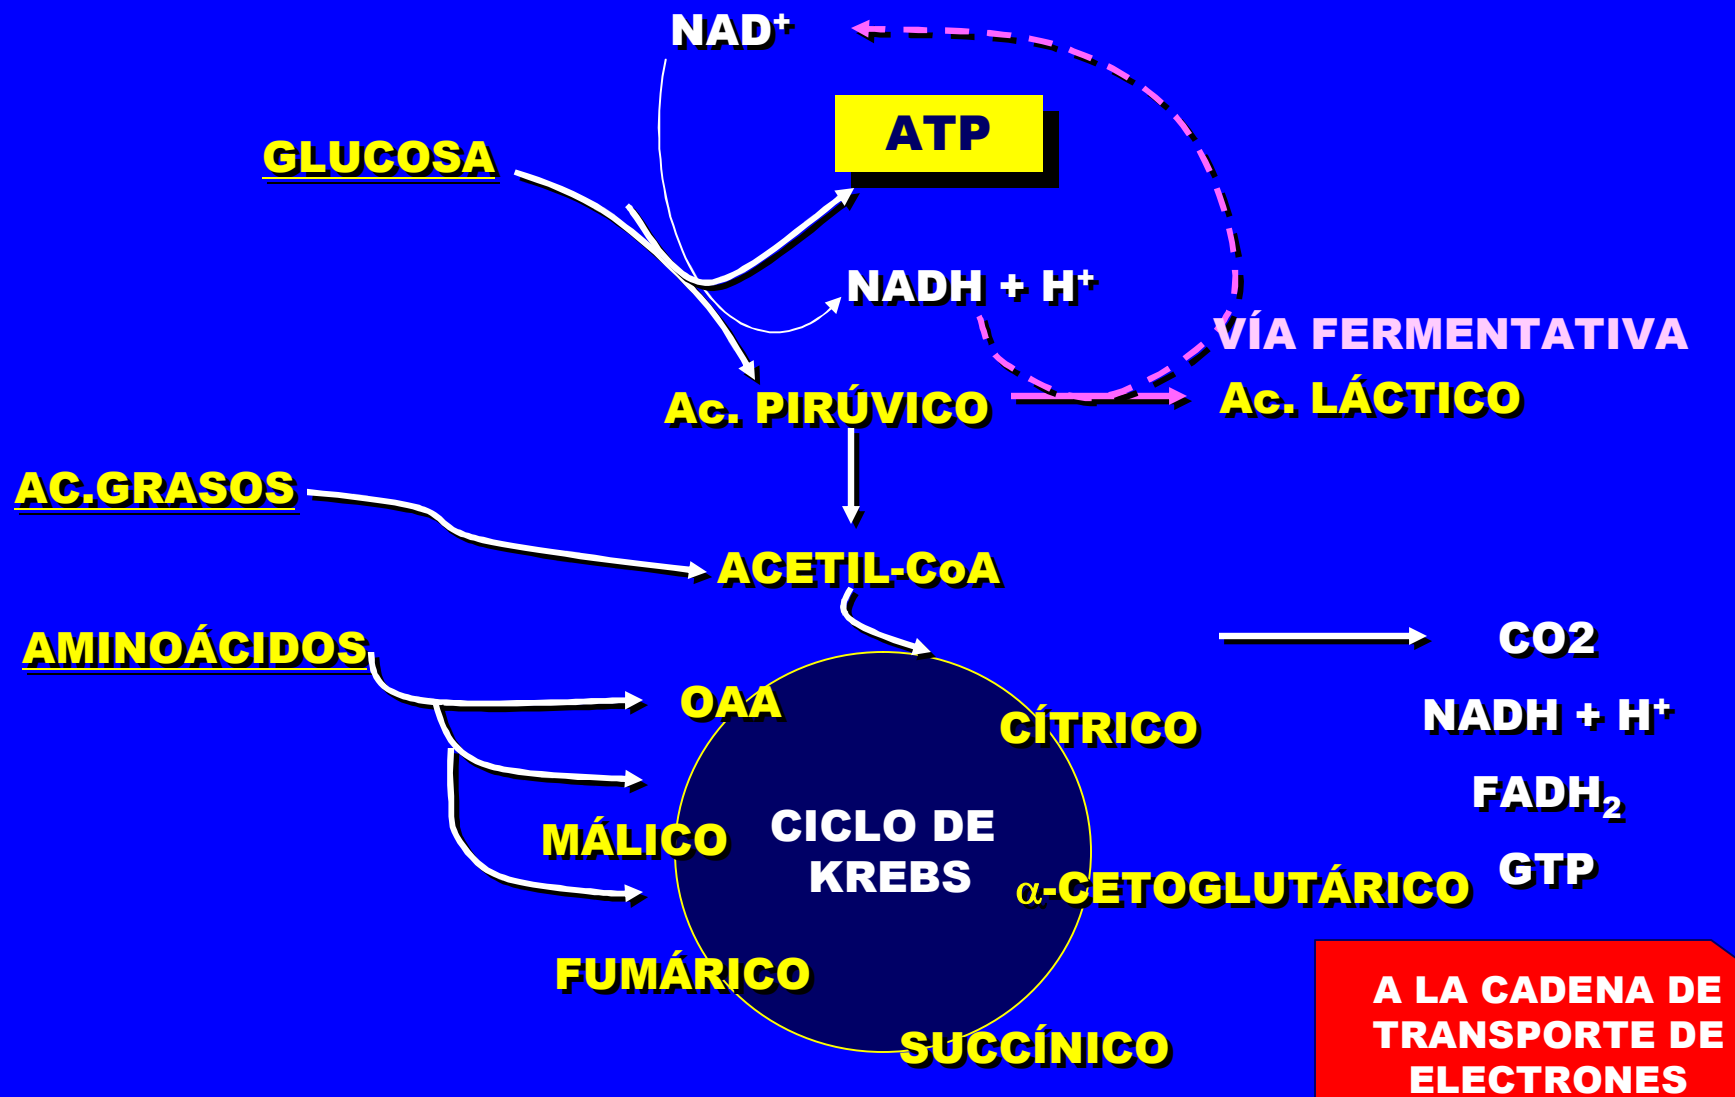 NAD⁺
ATP
GLUCOSA
NADH + H⁺
VÍA FERMENTATIVA
Ac. PIRÚVICO
Ac. LÁCTICO
AC.GRASOS
ACETIL-CoA
AMINOÁCIDOS
CO2
OAA
CÍTRICO
NADH + H⁺
FADH₂
MÁLICO
CICLO DE
KREBS
α-CETOGLUTÁRICO
GTP
FUMÁRICO
SUCCÍNICO
A LA CADENA DE
TRANSPORTE DE
ELECTRONES